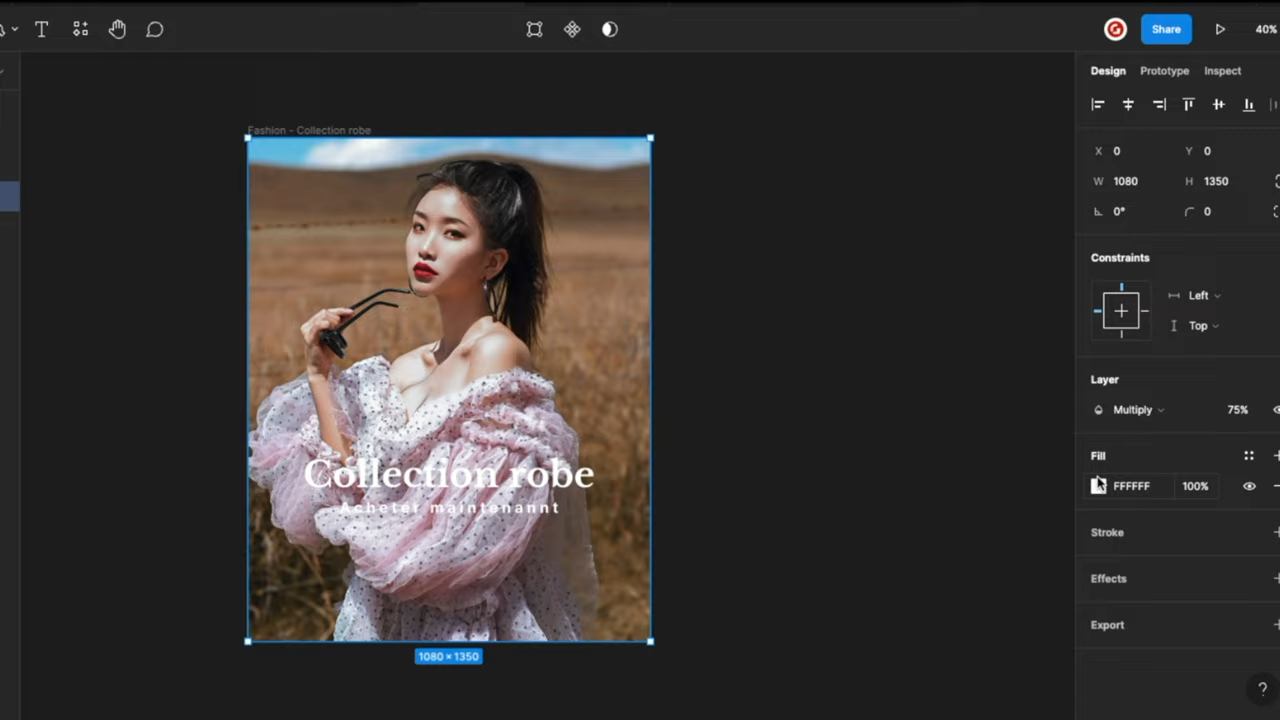 Share
40%
Design Prototype Inspect
Fashion - Collection robe
X 0 Y 0
W 1080 H 1350
0° 0
Constraints
Left
Top
Layer
Multiply 75%
Fill
FFFFFF 100%
Collection robe
Acheter maintenannt
Stroke
Effects
Export
1080 × 1350
?